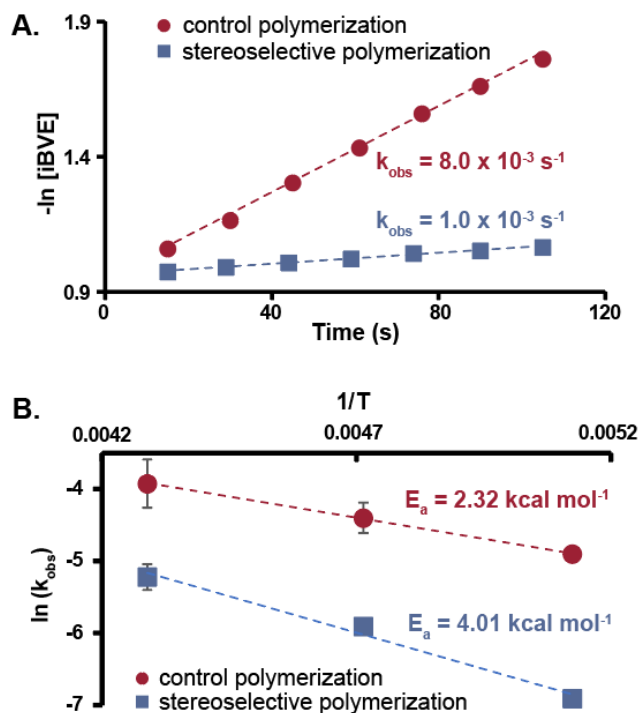 A.
control polymerization
stereoselective polymerization
1.9
1.4
0.9
-ln [iBVE]
k_obs = 8.0 x 10⁻³ s⁻¹
k_obs = 1.0 x 10⁻³ s⁻¹
0 40 80 120
Time (s)
B.
1/T
0.0042 0.0047 0.0052
-4
-5
-6
-7
ln (k_obs)
E_a = 2.32 kcal mol⁻¹
E_a = 4.01 kcal mol⁻¹
control polymerization
stereoselective polymerization